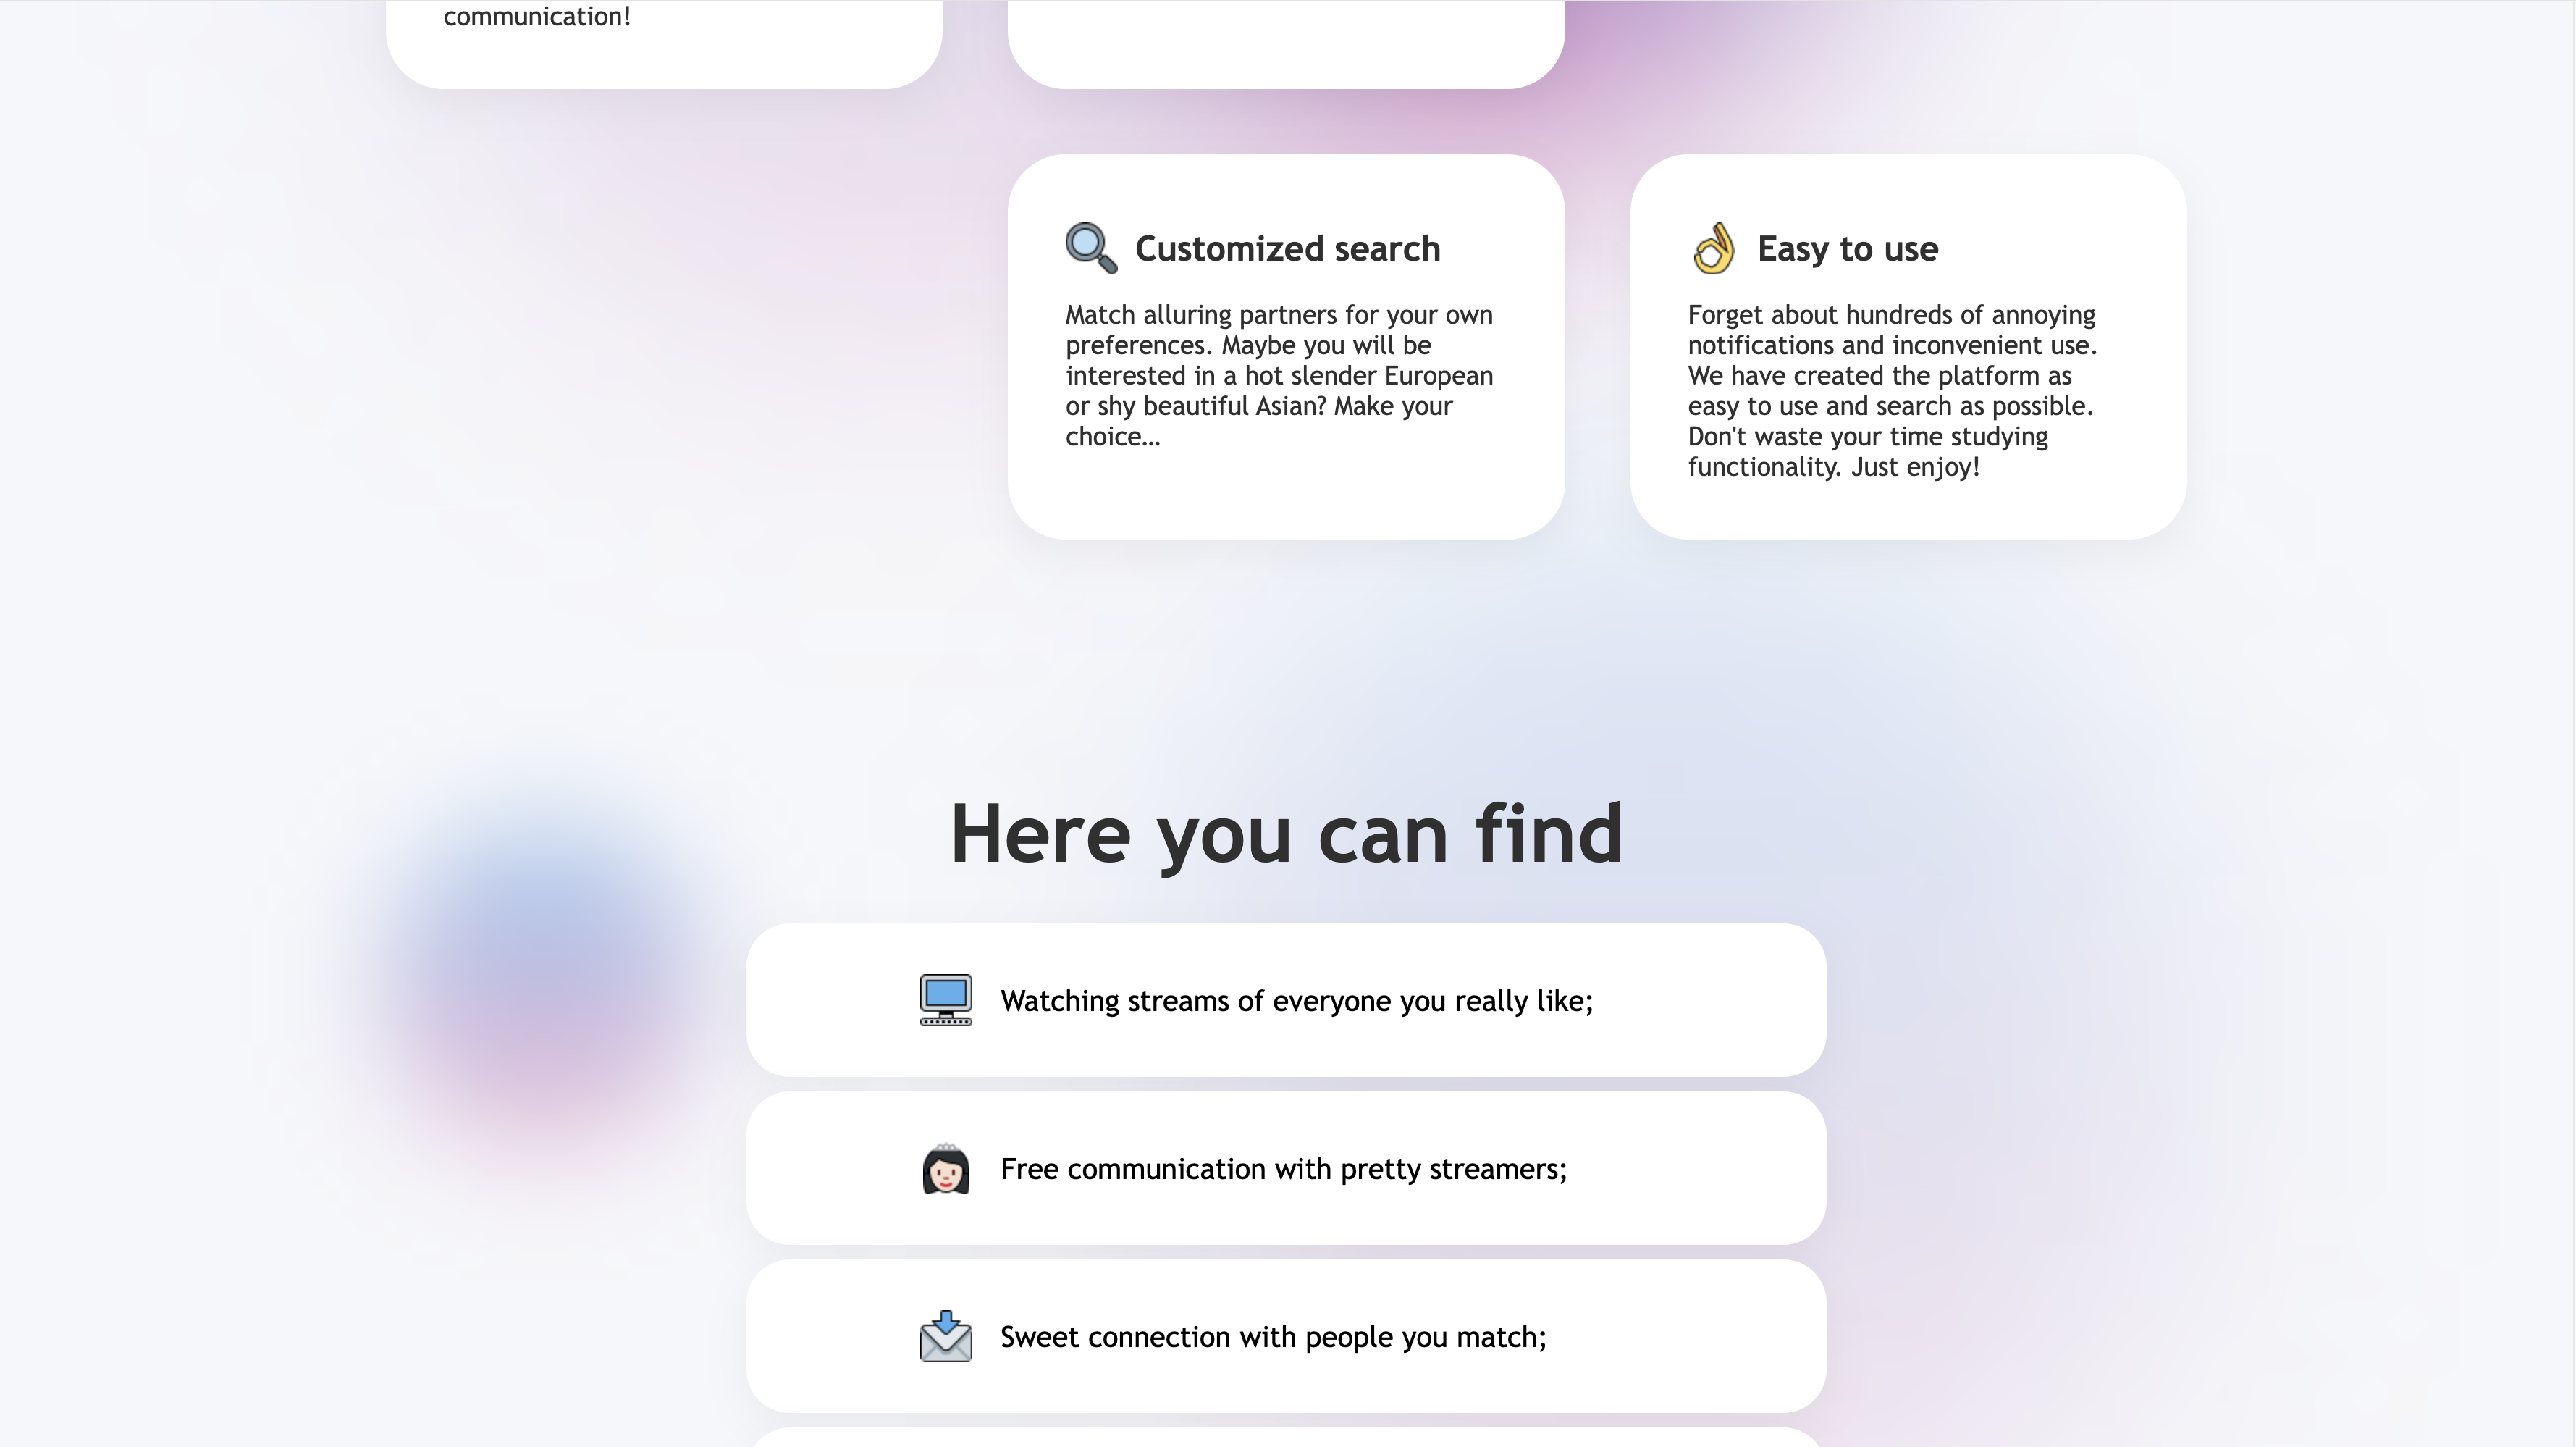 communication!
Customized search
Match alluring partners for your own
preferences. Maybe you will be
interested in a hot slender European
or shy beautiful Asian? Make your
choice...
Easy to use
Forget about hundreds of annoying
notifications and inconvenient use.
We have created the platform as
easy to use and search as possible.
Don't waste your time studying
functionality. Just enjoy!
Here you can find
Watching streams of everyone you really like;
Free communication with pretty streamers;
Sweet connection with people you match;